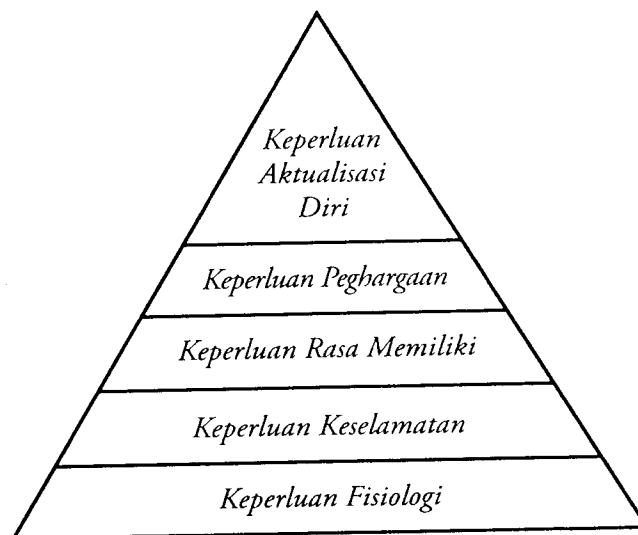 Keperluan
Aktualisasi
Diri
Keperluan Peghargaan
Keperluan Rasa Memiliki
Keperluan Keselamatan
Keperluan Fisiologi